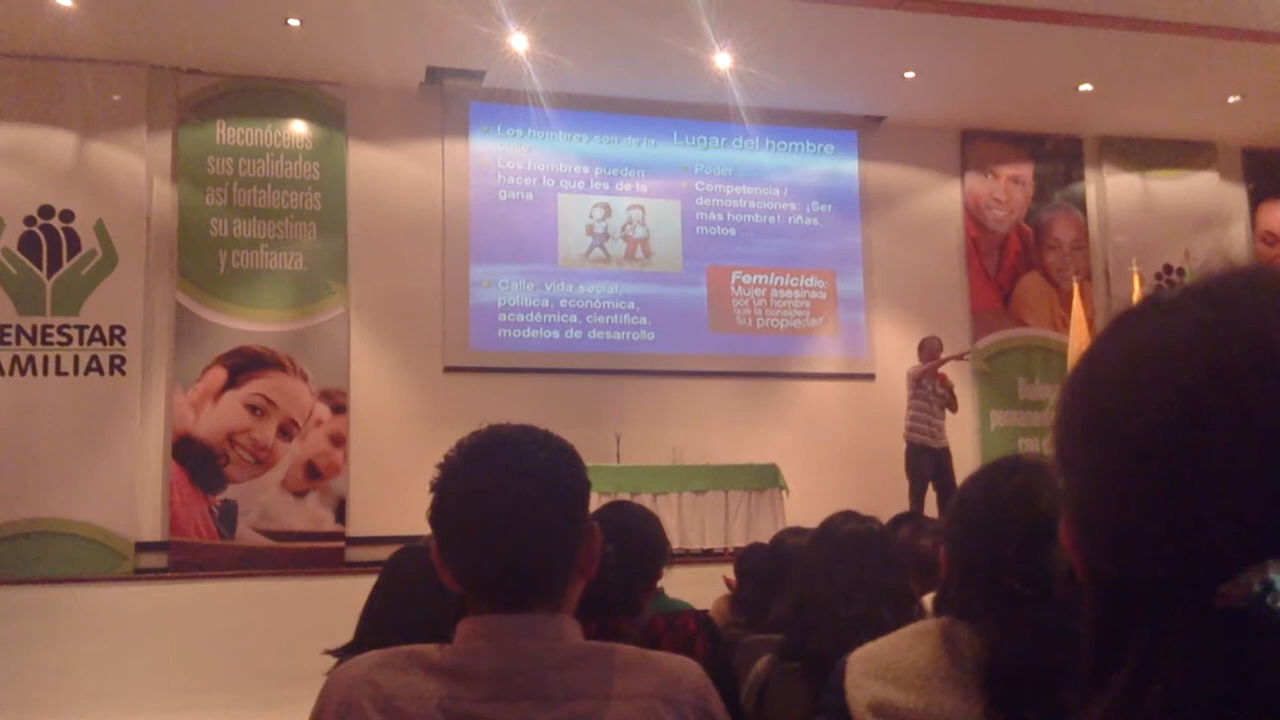 ENESTAR
AMILIAR
Reconóceles
sus cualidades
así fortalecerás
su autoestima
y confianza.
Los hombres son de la
calle
Los hombres pueden
hacer lo que les de la
gana
Calle: vida social,
política, económica,
académica, científica,
modelos de desarrollo
Lugar del hombre
Poder
Competencia /
demostraciones: ¡Ser
más hombre!: riñas,
motos ...
Feminicidio:
Mujer asesinada
por un hombre
que la considera
su propiedad